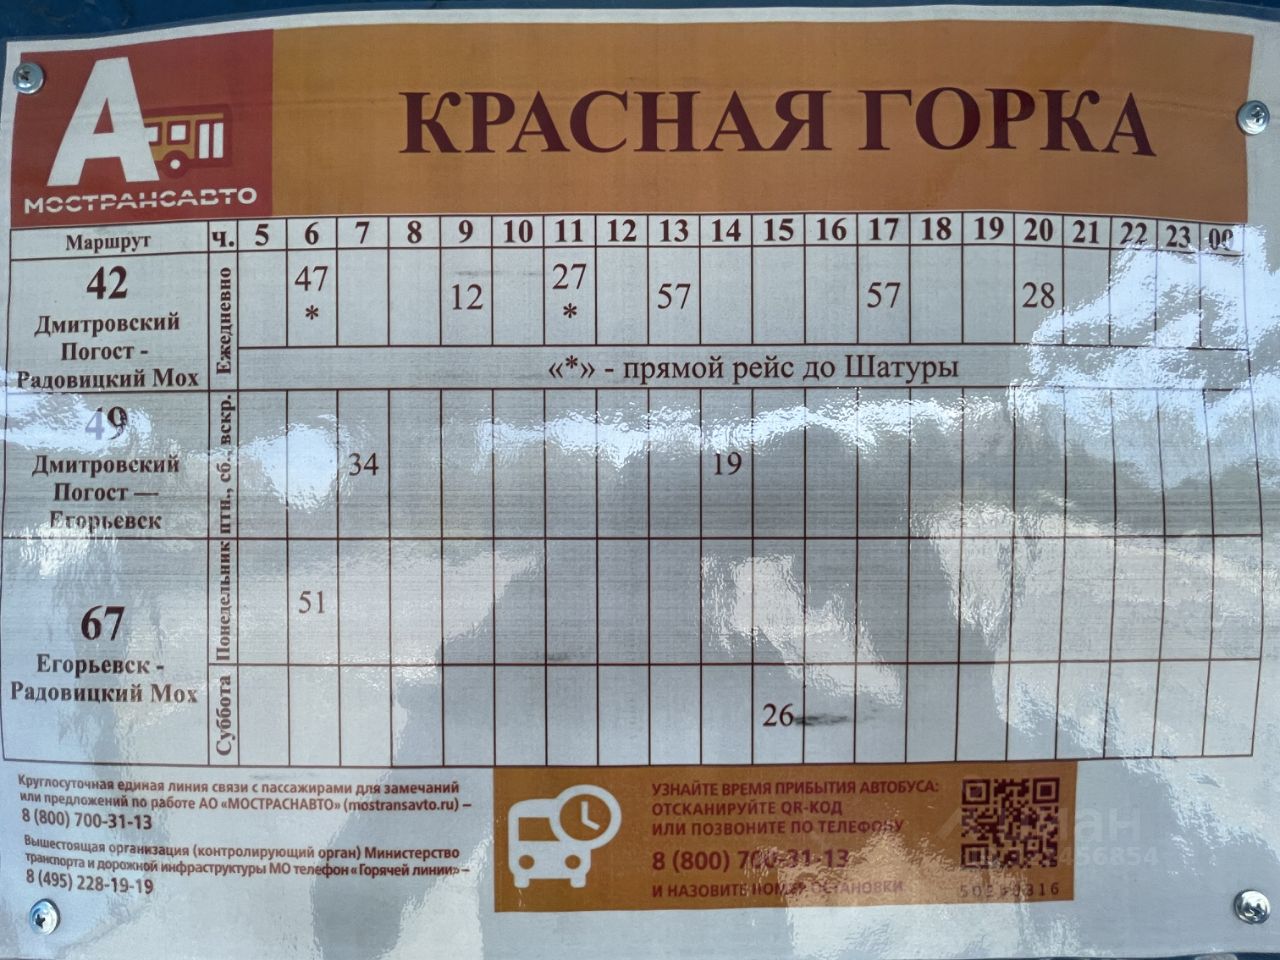 А
МОСТРАНСАВТО
КРАСНАЯ ГОРКА
Маршрут ч. 5 6 7 8 9 10 11 12 13 14 15 16 17 18 19 20 21 22 23 00
42
Дмитровский
Погост -
Радовицкий Мох
Ежедневно
47
*
12
27
*
57
57
28
«*» - прямой рейс до Шатуры
49
Дмитровский
Погост —
Егорьевск
птн., сб., вскр.
34
19
67
Егорьевск -
Радовицкий Мох
Понедельник
51
Суббота
26
Круглосуточная единая линия связи с пассажирами для замечаний
или предложений по работе АО «МОСТРАСНАВТО» (mostransavto.ru) –
8 (800) 700-31-13
Вышестоящая организация (контролирующий орган) Министерство
транспорта и дорожной инфраструктуры МО телефон «Горячей линии» –
8 (495) 228-19-19
УЗНАЙТЕ ВРЕМЯ ПРИБЫТИЯ АВТОБУСА:
ОТСКАНИРУЙТЕ QR-КОД
ИЛИ ПОЗВОНИТЕ ПО ТЕЛЕФОНУ
8 (800) 700-31-13
И НАЗОВИТЕ НОМЕР ОСТАНОВКИ